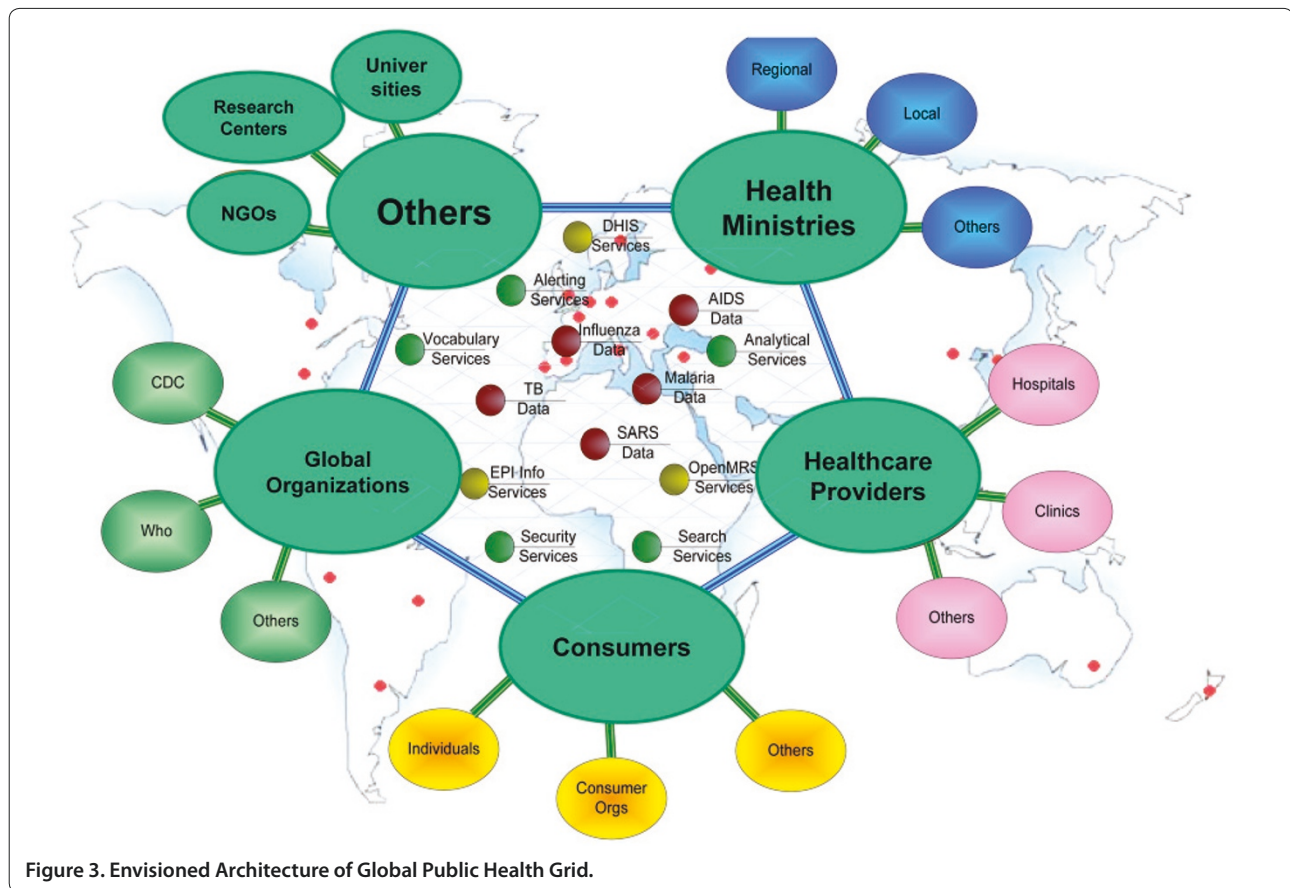 Univer
sities
Research
Centers
NGOs
Others
Regional
Local
Others
Health
Ministries
DHIS
Services
Alerting
Services
AIDS
Data
Vocabulary
Services
Influenza
Data
Analytical
Services
TB
Data
Malaria
Data
SARS
Data
EPI Info
Services
OpenMRS
Services
Security
Services
Search
Services
CDC
Who
Others
Global
Organizations
Hospitals
Clinics
Others
Healthcare
Providers
Consumers
Individuals
Consumer
Orgs
Others
Figure 3. Envisioned Architecture of Global Public Health Grid.